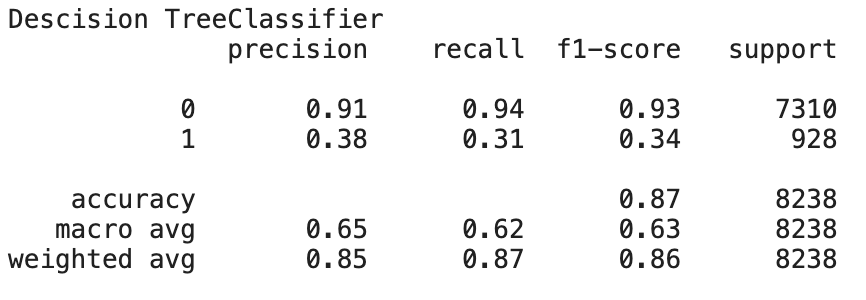 Descision TreeClassifier
precision recall f1-score support
0 0.91 0.94 0.93 7310
1 0.38 0.31 0.34 928
accuracy 0.87 8238
macro avg 0.65 0.62 0.63 8238
weighted avg 0.85 0.87 0.86 8238